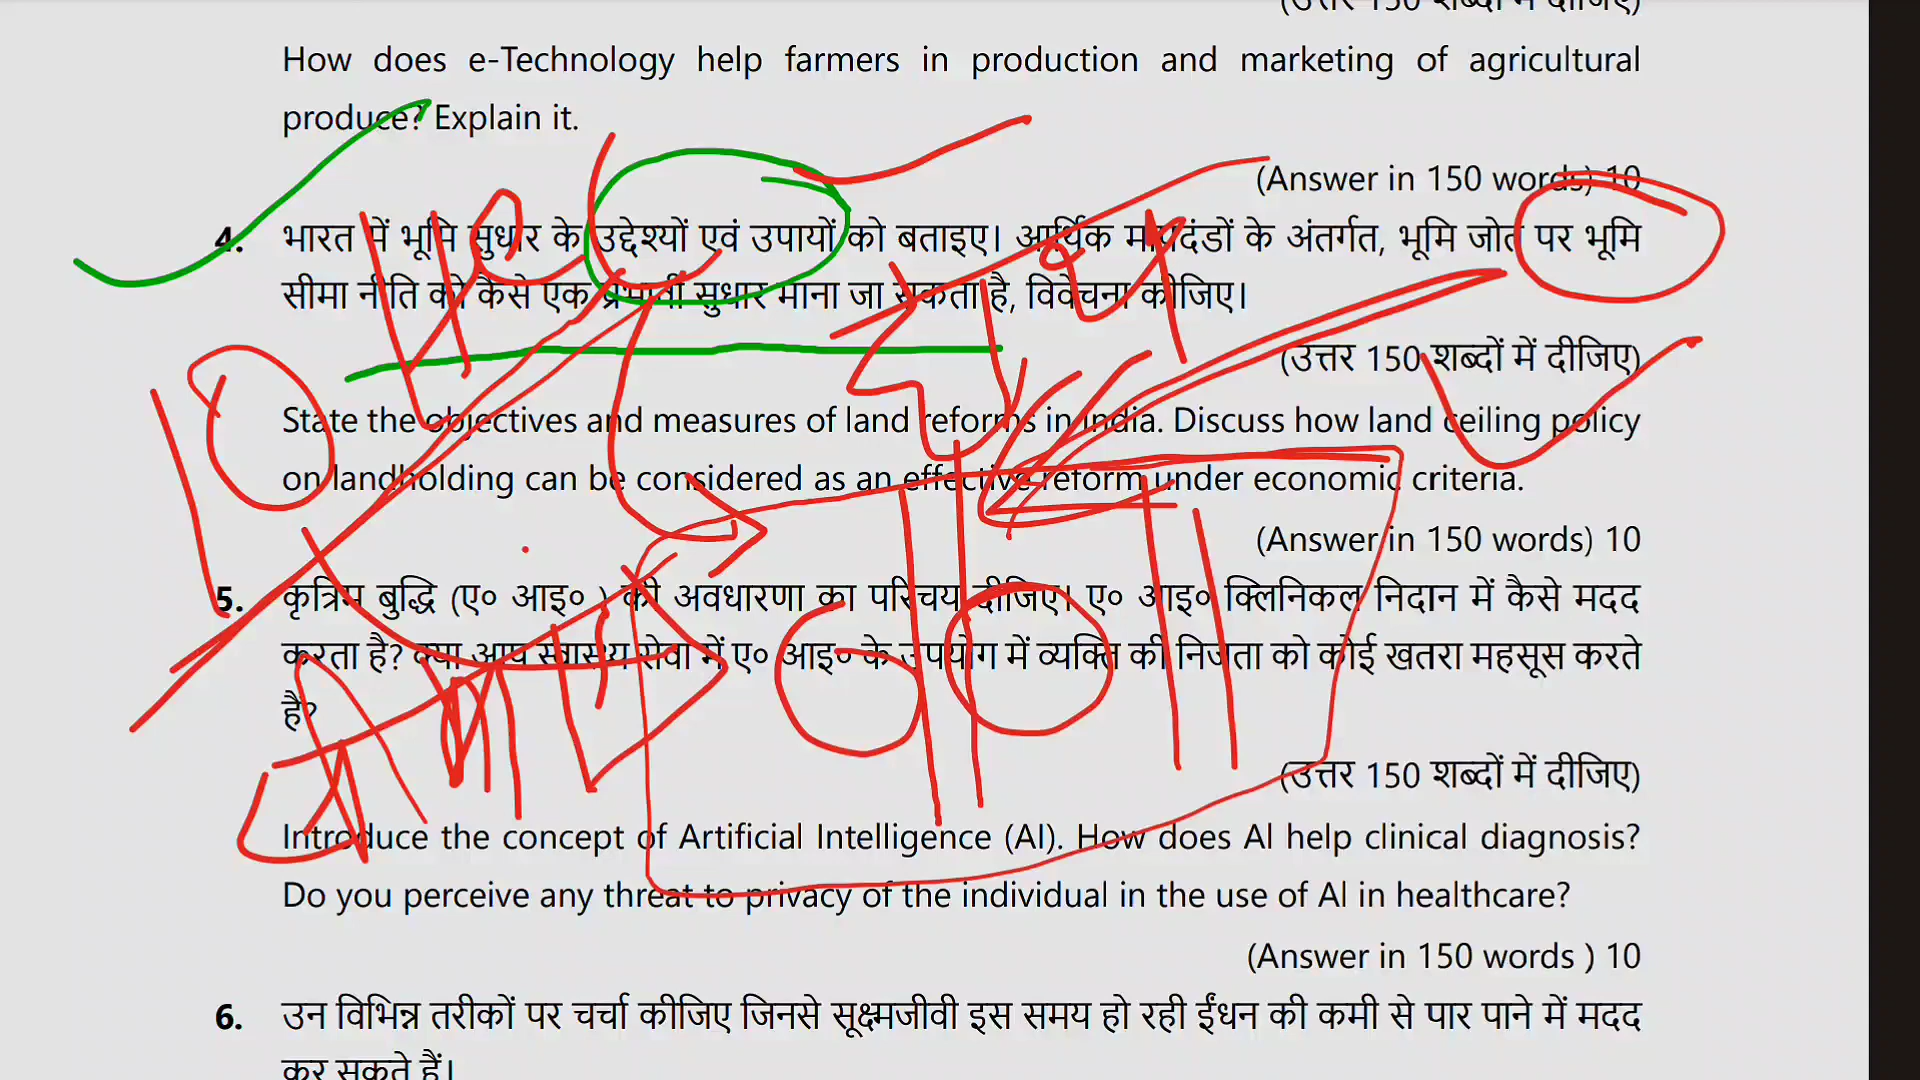 (उत्तर 150 शब्दों में दीजिए)
How does e-Technology help farmers in production and marketing of agricultural
produce? Explain it.
(Answer in 150 words) 10
4. भारत में भूमि सुधार के उद्देश्यों एवं उपायों को बताइए। आर्थिक मापदंडों के अंतर्गत, भूमि जोत पर भूमि
सीमा नीति को कैसे एक प्रभावी सुधार माना जा सकता है, विवेचना कीजिए।
(उत्तर 150 शब्दों में दीजिए)
State the objectives and measures of land reforms in India. Discuss how land ceiling policy
on landholding can be considered as an effective reform under economic criteria.
(Answer in 150 words) 10
5. कृत्रिम बुद्धि (ए० आइ० ) की अवधारणा का परिचय दीजिए। ए० आइ० क्लिनिकल निदान में कैसे मदद
करता है? क्या आप स्वास्थ्य सेवा में ए० आइ० के उपयोग में व्यक्ति की निजता को कोई खतरा महसूस करते
हैं?
(उत्तर 150 शब्दों में दीजिए)
Introduce the concept of Artificial Intelligence (AI). How does Al help clinical diagnosis?
Do you perceive any threat to privacy of the individual in the use of Al in healthcare?
(Answer in 150 words ) 10
6. उन विभिन्न तरीकों पर चर्चा कीजिए जिनसे सूक्ष्मजीवी इस समय हो रही ईंधन की कमी से पार पाने में मदद
कर सकते हैं।